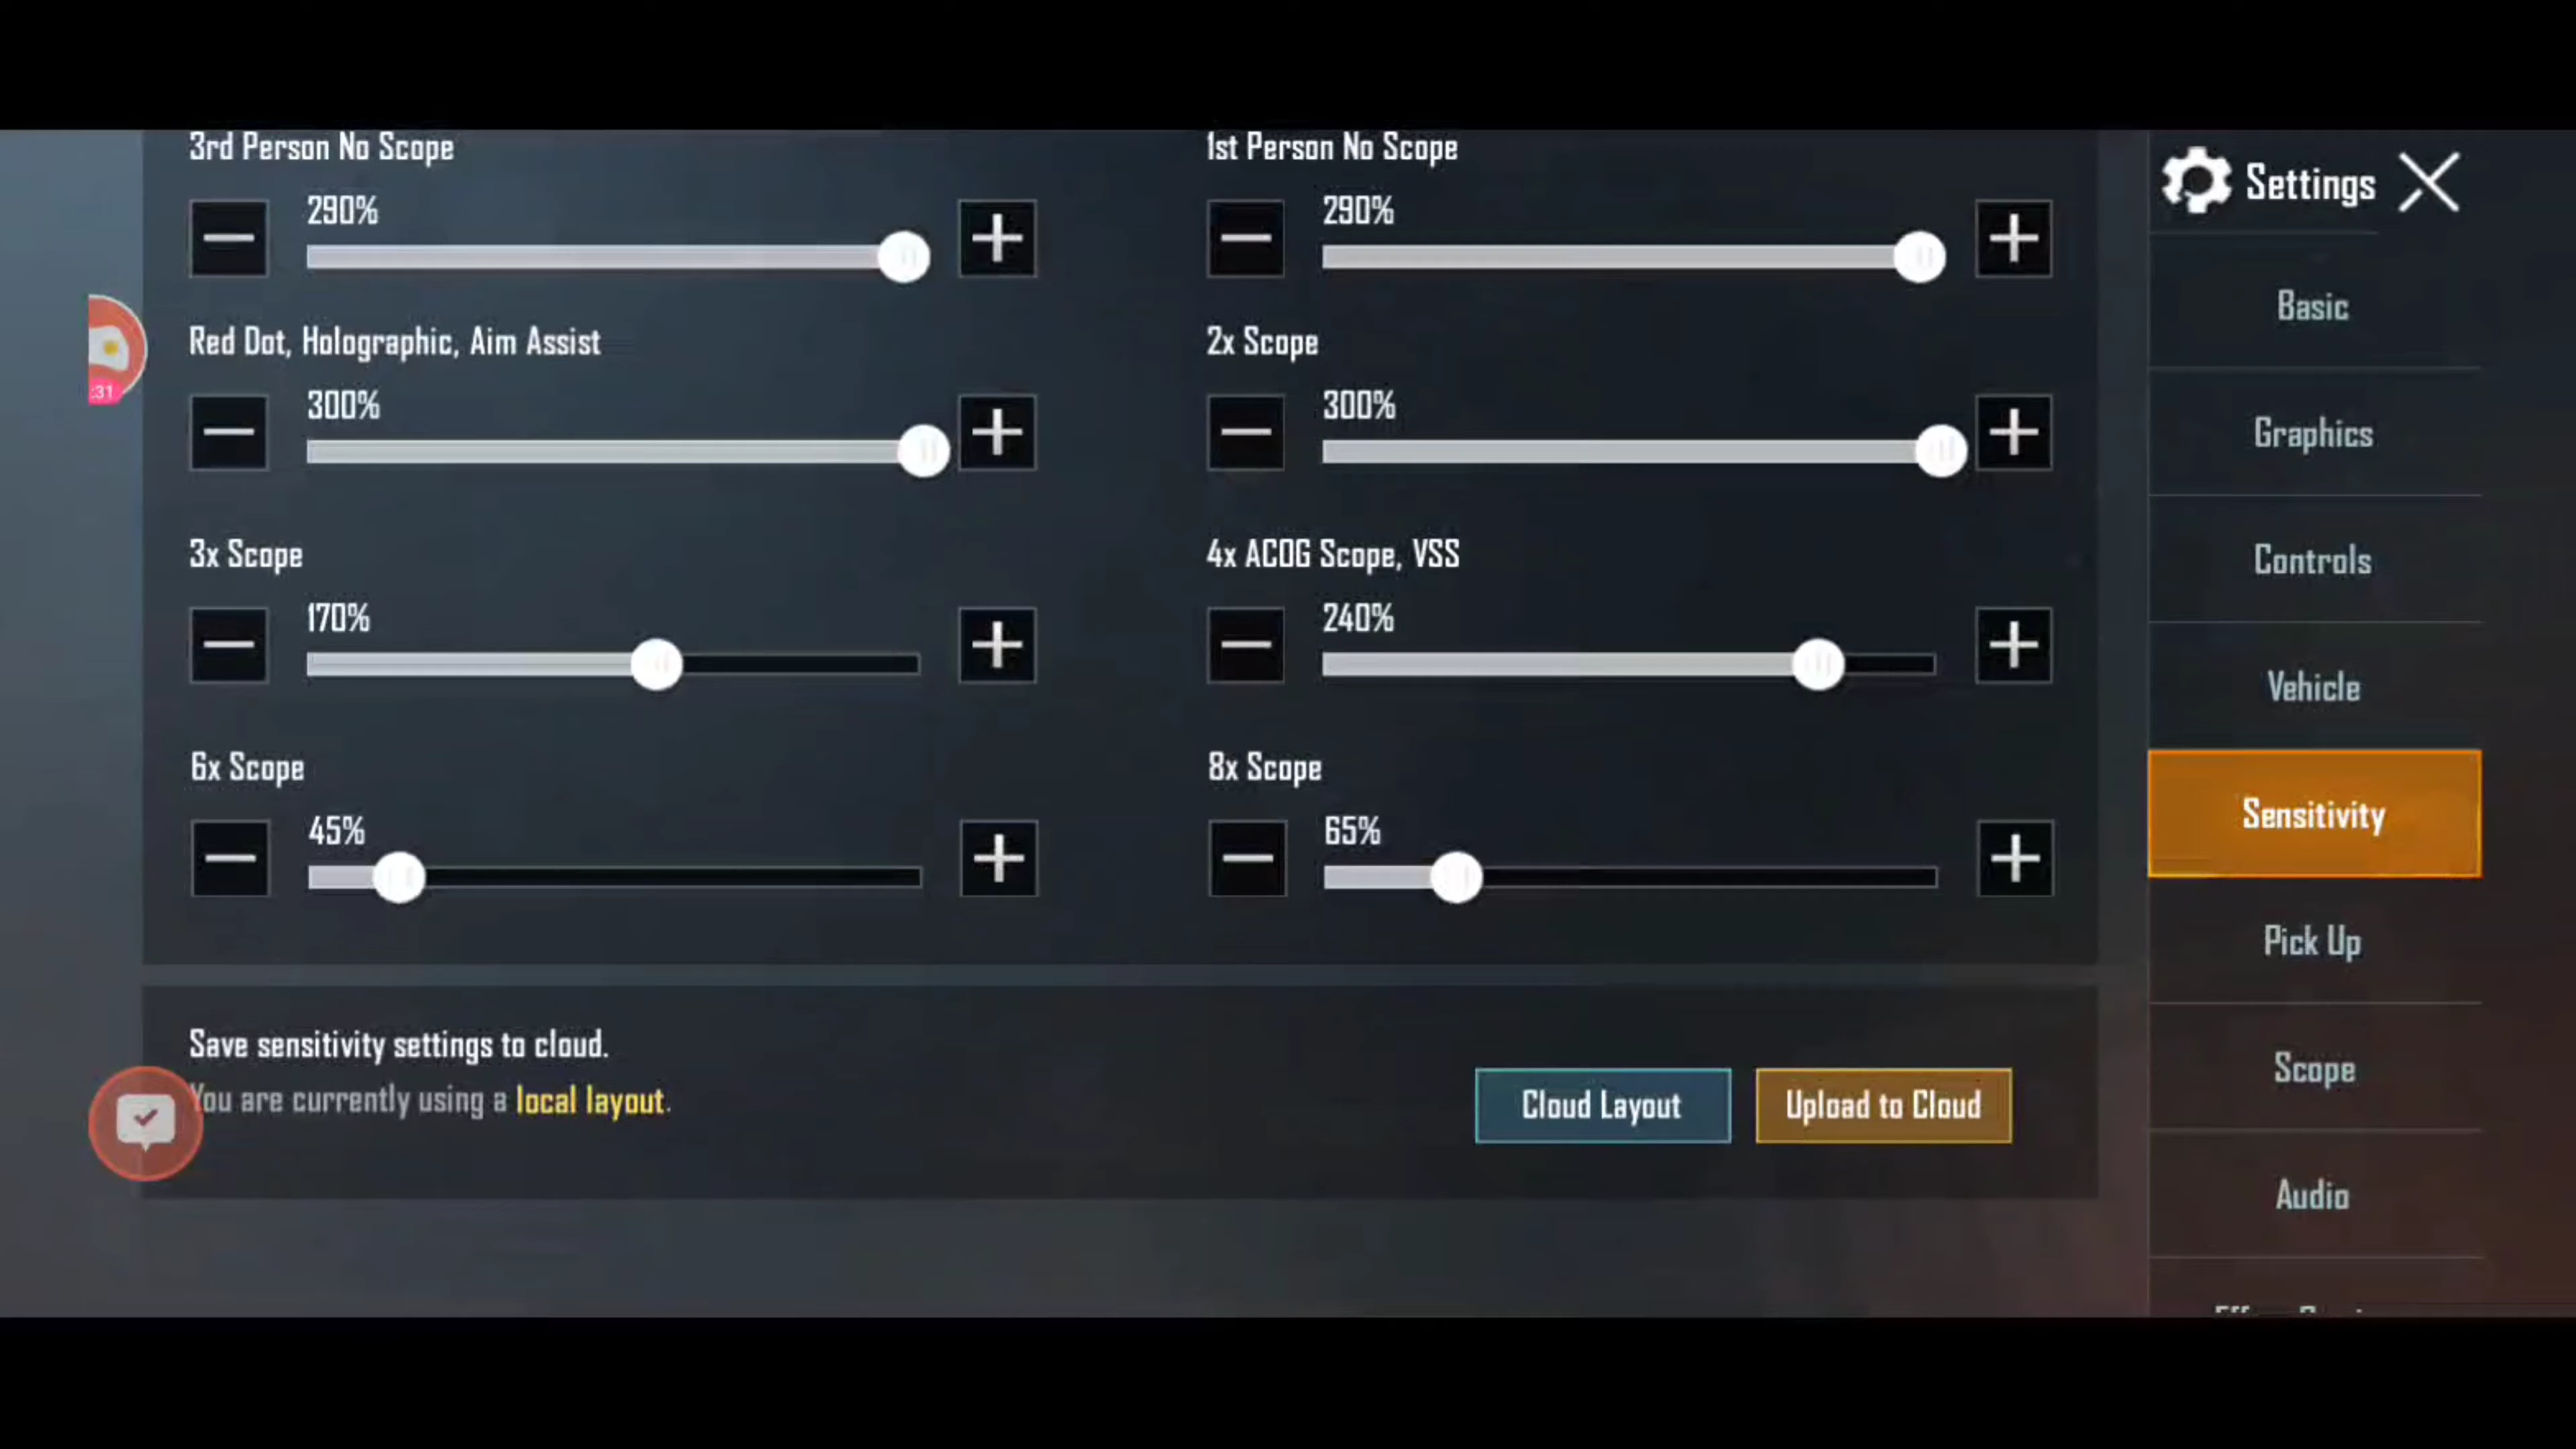 3rd Person No Scope
1st Person No Scope
290%
290%
Red Dot, Holographic, Aim Assist
2x Scope
300%
300%
3x Scope
4x ACOG Scope, VSS
170%
240%
6x Scope
8x Scope
45%
65%
Save sensitivity settings to cloud.
You are currently using a local layout.
Cloud Layout
Upload to Cloud
:31
Settings
Basic
Graphics
Controls
Vehicle
Sensitivity
Pick Up
Scope
Audio